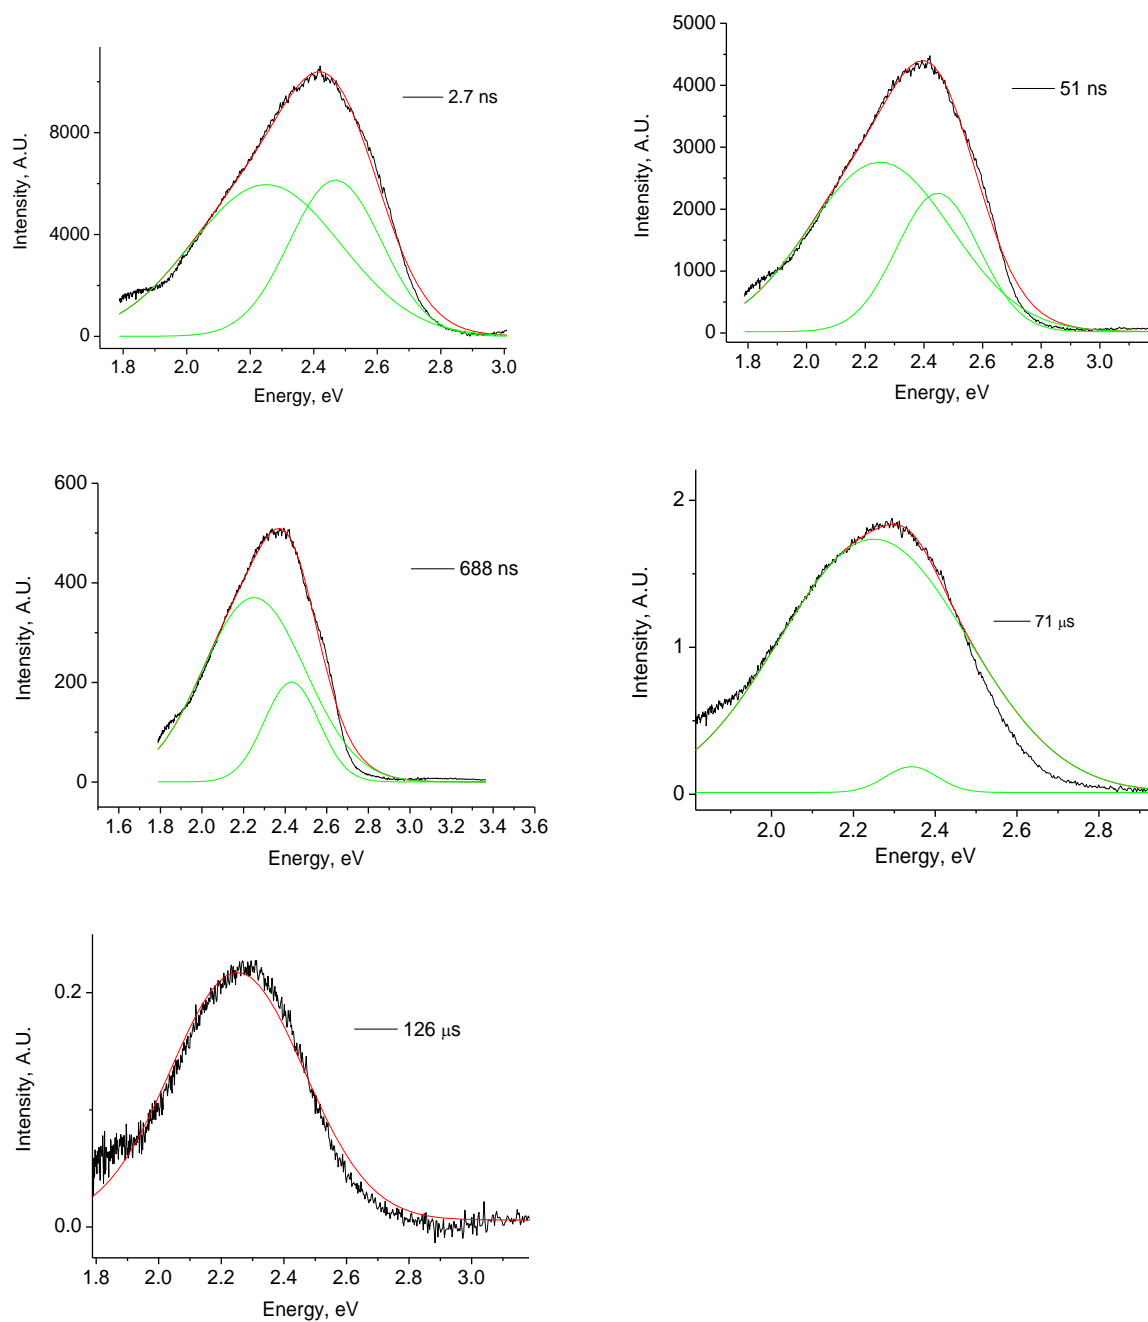 2.7 ns
Intensity, A.U.
8000
4000
0
1.8 2.0 2.2 2.4 2.6 2.8 3.0
Energy, eV
51 ns
Intensity, A.U.
5000
4000
3000
2000
1000
0
1.8 2.0 2.2 2.4 2.6 2.8 3.0
Energy, eV
688 ns
Intensity, A.U.
600
400
200
0
1.6 1.8 2.0 2.2 2.4 2.6 2.8 3.0 3.2 3.4 3.6
Energy, eV
71 μs
Intensity, A.U.
2
1
0
2.0 2.2 2.4 2.6 2.8
Energy, eV
126 μs
Intensity, A.U.
0.2
0.0
1.8 2.0 2.2 2.4 2.6 2.8 3.0
Energy, eV